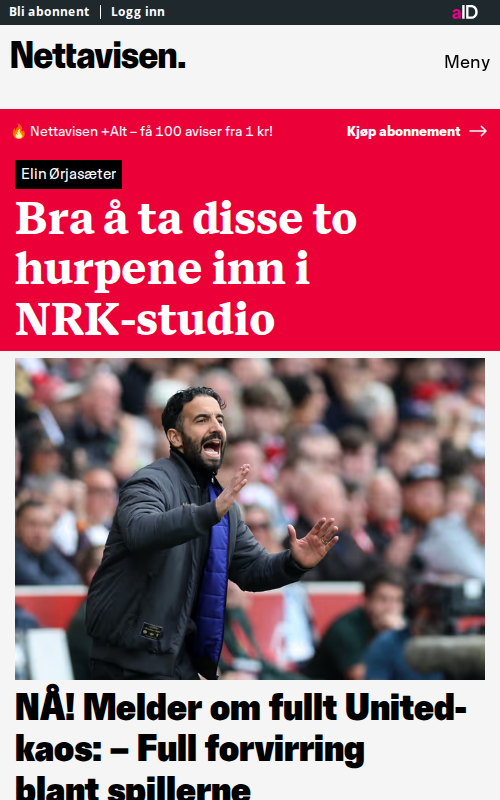 Bli abonnent
Logg inn
aID
Nettavisen.
Meny
🔥 Nettavisen +Alt – få 100 aviser fra 1 kr!
Kjøp abonnement →
Elin Ørjasæter
Bra å ta disse to
hurpene inn i
NRK-studio
NÅ! Melder om fullt United-
kaos: – Full forvirring
blant spillerne